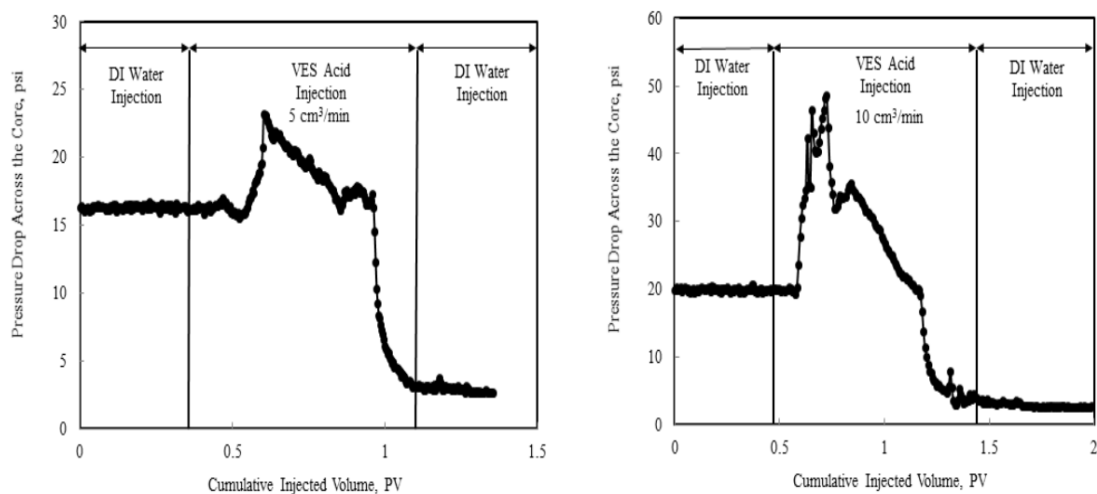 30
25
20
15
10
5
0
0
0.5
1
1.5
Pressure Drop Across the Core, psi
Cumulative Injected Volume, PV
DI Water
Injection
VES Acid
Injection
5 cm³/min
DI Water
Injection
60
50
40
30
20
10
0
0
0.5
1
1.5
2
Pressure Drop Across the Core, psi
Cumulative Injected Volume, PV
DI Water
Injection
VES Acid
Injection
10 cm³/min
DI Water
Injection